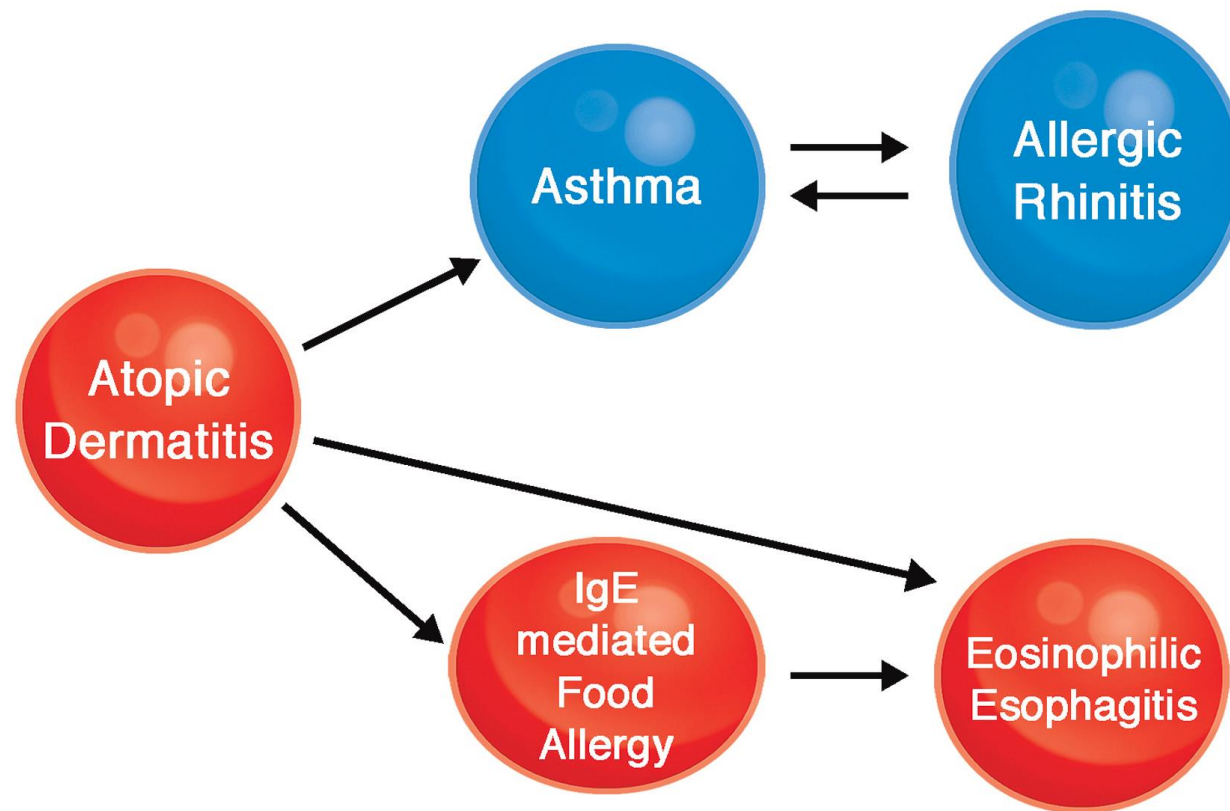 Asthma
Allergic
Rhinitis
Atopic
Dermatitis
IgE
mediated
Food
Allergy
Eosinophilic
Esophagitis